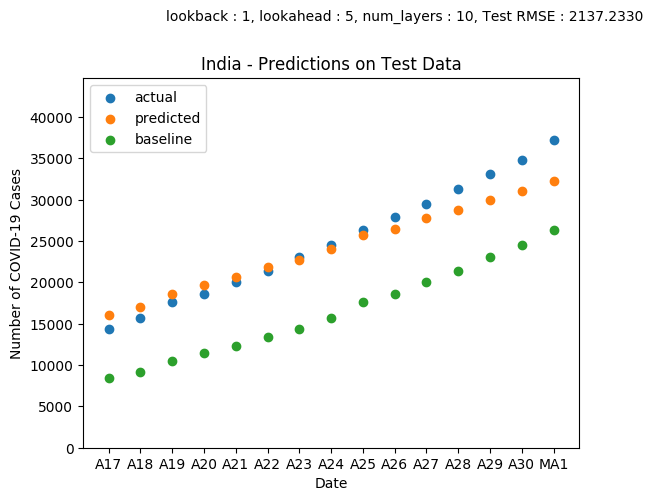 lookback : 1, lookahead : 5, num_layers : 10, Test RMSE : 2137.2330
India - Predictions on Test Data
actual
predicted
baseline
40000
35000
30000
25000
20000
15000
10000
5000
0
Number of COVID-19 Cases
A17 A18 A19 A20 A21 A22 A23 A24 A25 A26 A27 A28 A29 A30 MA1
Date